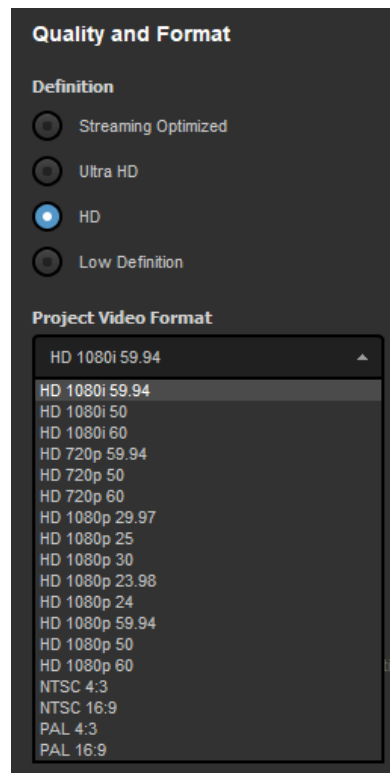 Quality and Format
Definition
Streaming Optimized
Ultra HD
HD
Low Definition
Project Video Format
HD 1080i 59.94
HD 1080i 59.94
HD 1080i 50
HD 1080i 60
HD 720p 59.94
HD 720p 50
HD 720p 60
HD 1080p 29.97
HD 1080p 25
HD 1080p 30
HD 1080p 23.98
HD 1080p 24
HD 1080p 59.94
HD 1080p 50
HD 1080p 60
NTSC 4:3
NTSC 16:9
PAL 4:3
PAL 16:9